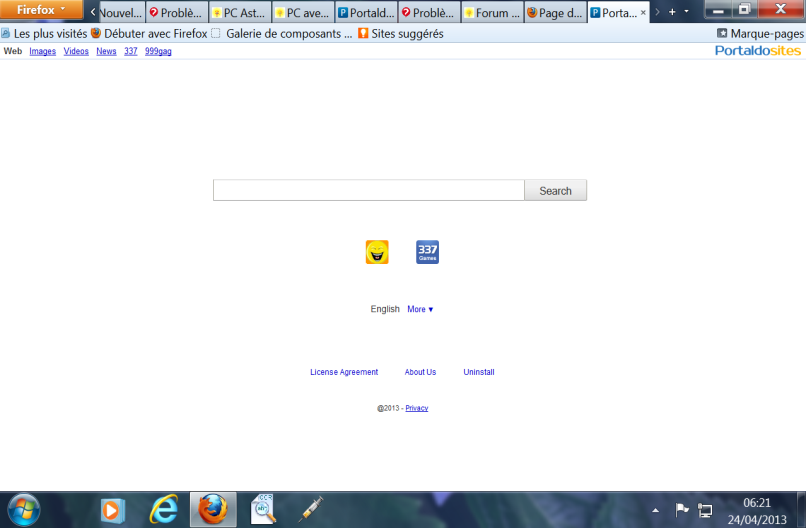 Firefox
Nouvel... Problè... PC Ast... PC ave... Portald... Problè... Forum ... Page d... Porta...
Les plus visités Débuter avec Firefox Galerie de composants ... Sites suggérés Marque-pages
Web Images Videos News 337 999gag Portaldosites
Search
337
Games
English More ▾
License Agreement About Us Uninstall
@2013 - Privacy
06:21
24/04/2013